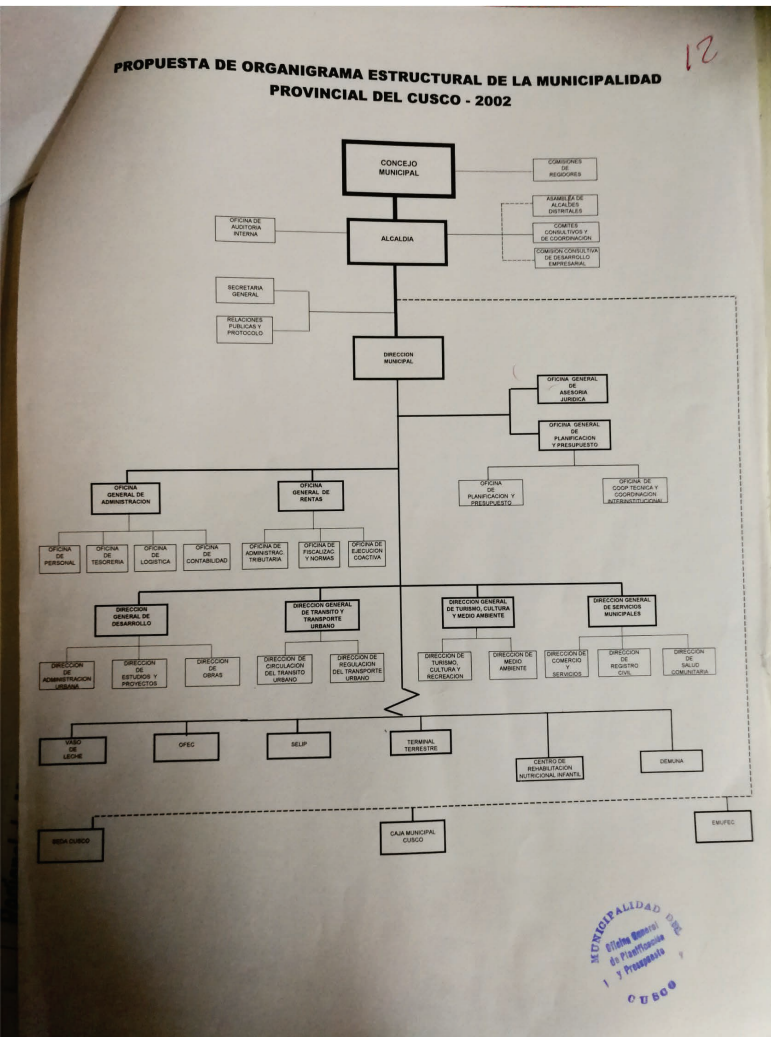 12
PROPUESTA DE ORGANIGRAMA ESTRUCTURAL DE LA MUNICIPALIDAD
PROVINCIAL DEL CUSCO - 2002
CONCEJO
MUNICIPAL
COMISIONES
DE
REGIDORES
ASAMBLEA DE
ALCALDES
DISTRITALES
OFICINA DE
AUDITORIA
INTERNA
ALCALDIA
COMITES
CONSULTIVOS Y
DE COORDINACION
COMISION CONSULTIVA
DE DESARROLLO
EMPRESARIAL
SECRETARIA
GENERAL
RELACIONES
PUBLICAS Y
PROTOCOLO
DIRECCION
MUNICIPAL
OFICINA GENERAL
DE
ASESORIA
JURIDICA
OFICINA GENERAL
DE
PLANIFICACION
Y PRESUPUESTO
OFICINA
GENERAL DE
ADMINISTRACION
OFICINA
GENERAL DE
RENTAS
OFICINA
DE
PLANIFICACION Y
PRESUPUESTO
OFICINA DE
COOP TECNICA Y
COORDINACION
INTERINSTITUCIONAL
OFICINA
DE
PERSONAL
OFICINA
DE
TESORERIA
OFICINA
DE
LOGISTICA
OFICINA
DE
CONTABILIDAD
OFICINA DE
ADMINISTRAC.
TRIBUTARIA
OFICINA DE
FISCALIZAC.
Y NORMAS
OFICINA DE
EJECUCION
COACTIVA
DIRECCION
GENERAL DE
DESARROLLO
DIRECCION GENERAL
DE TRANSITO Y
TRANSPORTE
URBANO
DIRECCION GENERAL
DE TURISMO, CULTURA
Y MEDIO AMBIENTE
DIRECCION GENERAL
DE SERVICIOS
MUNICIPALES
DIRECCION
DE
ADMINISTRACION
URBANA
DIRECCION
DE
ESTUDIOS Y
PROYECTOS
DIRECCION
DE
OBRAS
DIRECCION DE
CIRCULACION
DEL TRANSITO
URBANO
DIRECCION DE
REGULACION
DEL TRANSPORTE
URBANO
DIRECCION DE
TURISMO,
CULTURA Y
RECREACION
DIRECCION DE
MEDIO
AMBIENTE
DIRECCION
DE COMERCIO
Y
SERVICIOS
DIRECCION
DE
REGISTRO
CIVIL
DIRECCION
DE
SALUD
COMUNITARIA
VASO
DE
LECHE
OFEC
SELIP
TERMINAL
TERRESTRE
CENTRO DE
REHABILITACION
NUTRICIONAL INFANTIL
DEMUNA
SEDA CUSCO
CAJA MUNICIPAL
CUSCO
EMUFEC
MUNICIPALIDAD DEL
Oficina General
de Planificación
y Presupuesto
CUSCO